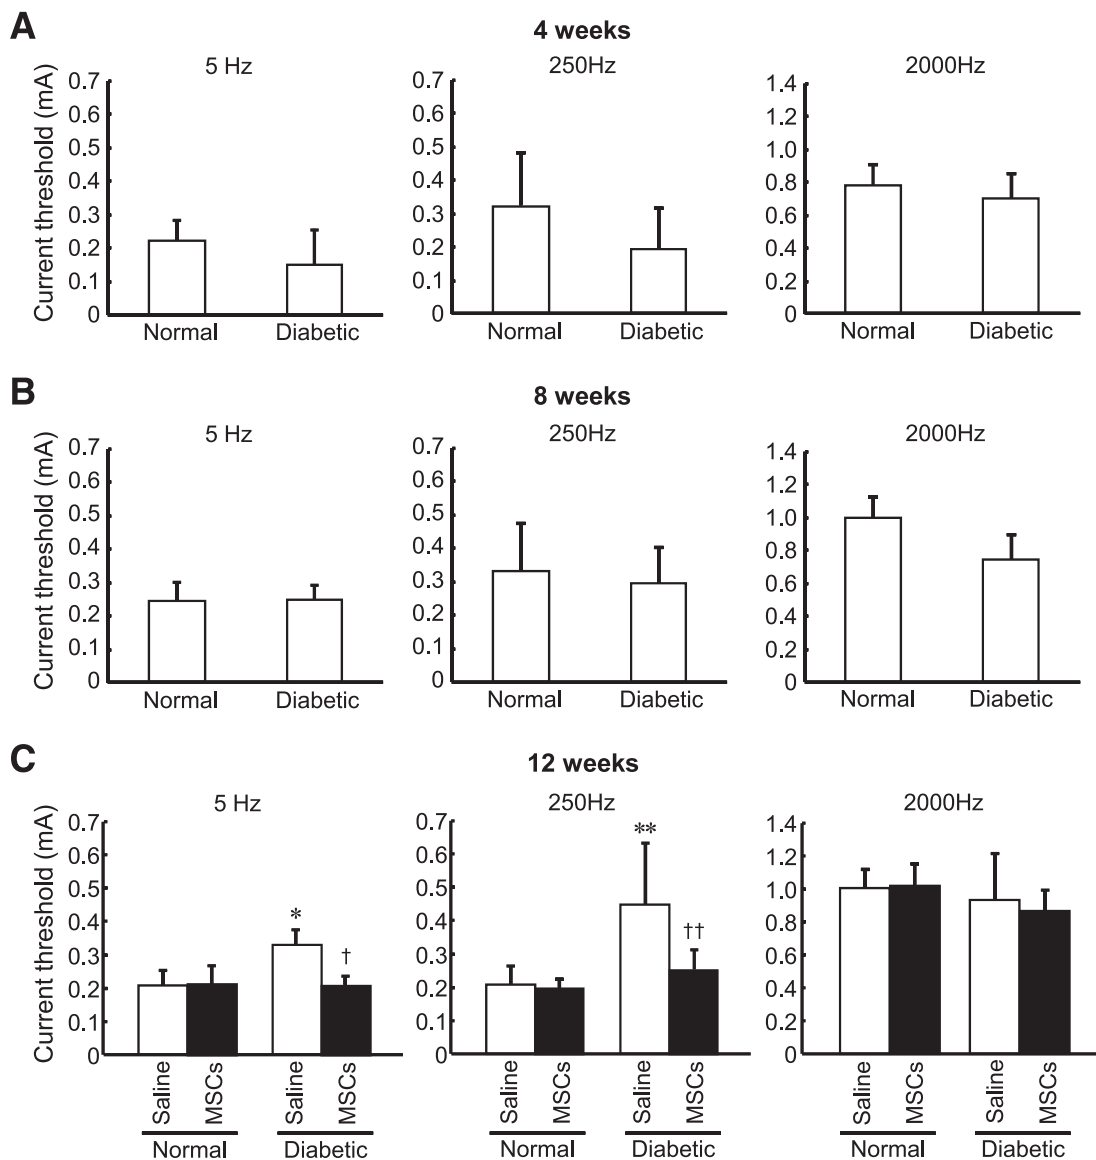 A
4 weeks
5 Hz
250Hz
2000Hz
Current threshold (mA)
0.7
0.6
0.5
0.4
0.3
0.2
0.1
0
Normal
Diabetic
0.7
0.6
0.5
0.4
0.3
0.2
0.1
0
Normal
Diabetic
1.4
1.2
1.0
0.8
0.6
0.4
0.2
0
Normal
Diabetic
B
8 weeks
5 Hz
250Hz
2000Hz
Current threshold (mA)
0.7
0.6
0.5
0.4
0.3
0.2
0.1
0
Normal
Diabetic
0.7
0.6
0.5
0.4
0.3
0.2
0.1
0
Normal
Diabetic
1.4
1.2
1.0
0.8
0.6
0.4
0.2
0
Normal
Diabetic
C
12 weeks
5 Hz
250Hz
2000Hz
Current threshold (mA)
0.7
0.6
0.5
0.4
0.3
0.2
0.1
0
*
†
Saline
MSCs
Saline
MSCs
Normal
Diabetic
0.7
0.6
0.5
0.4
0.3
0.2
0.1
0
**
††
Saline
MSCs
Saline
MSCs
Normal
Diabetic
1.4
1.2
1.0
0.8
0.6
0.4
0.2
0
Saline
MSCs
Saline
MSCs
Normal
Diabetic